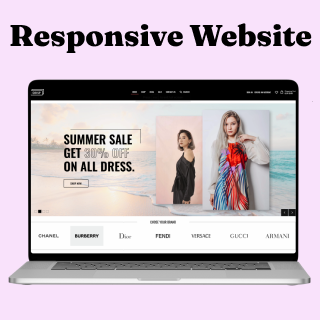 Responsive Website
SUMMER SALE
GET 30% OFF
ON ALL DRESS.
SHOP NOW
CHOOSE YOUR BRAND
CHANEL BURBERRY Dior FENDI VERSACE GUCCI ARMANI